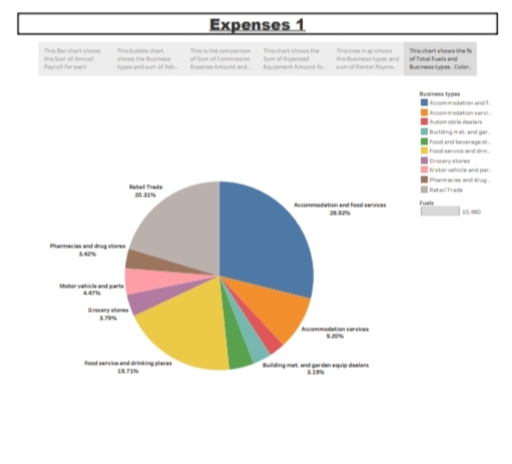 Expenses 1
This Bar chart shows
the Sum of Annual
Payroll for each
This bubble chart
shows the Business
types and sum of Adv..
This is the comparison
of Sum of Commission
Expense Amount and ..
This chart shows the
Sum of Expensed
Equipment Amount fo..
This tree map shows
the Business types and
sum of Rental Payme..
This chart shows the %
of Total Fuels and
Business types. Color..
Business types
Accommodation and f..
Accommodation servi..
Automobile dealers
Building mat. and gar..
Food and beverage st..
Food service and drin..
Grocery stores
Motor vehicle and par..
Pharmacies and drug ..
Retail Trade
Fuels
10,480
Retail Trade
20.31%
Accommodation and food services
28.92%
Pharmacies and drug stores
3.42%
Motor vehicle and parts
4.47%
Grocery stores
3.79%
Accommodation services
9.20%
Food service and drinking places
19.71%
Building mat. and garden equip dealers
3.19%